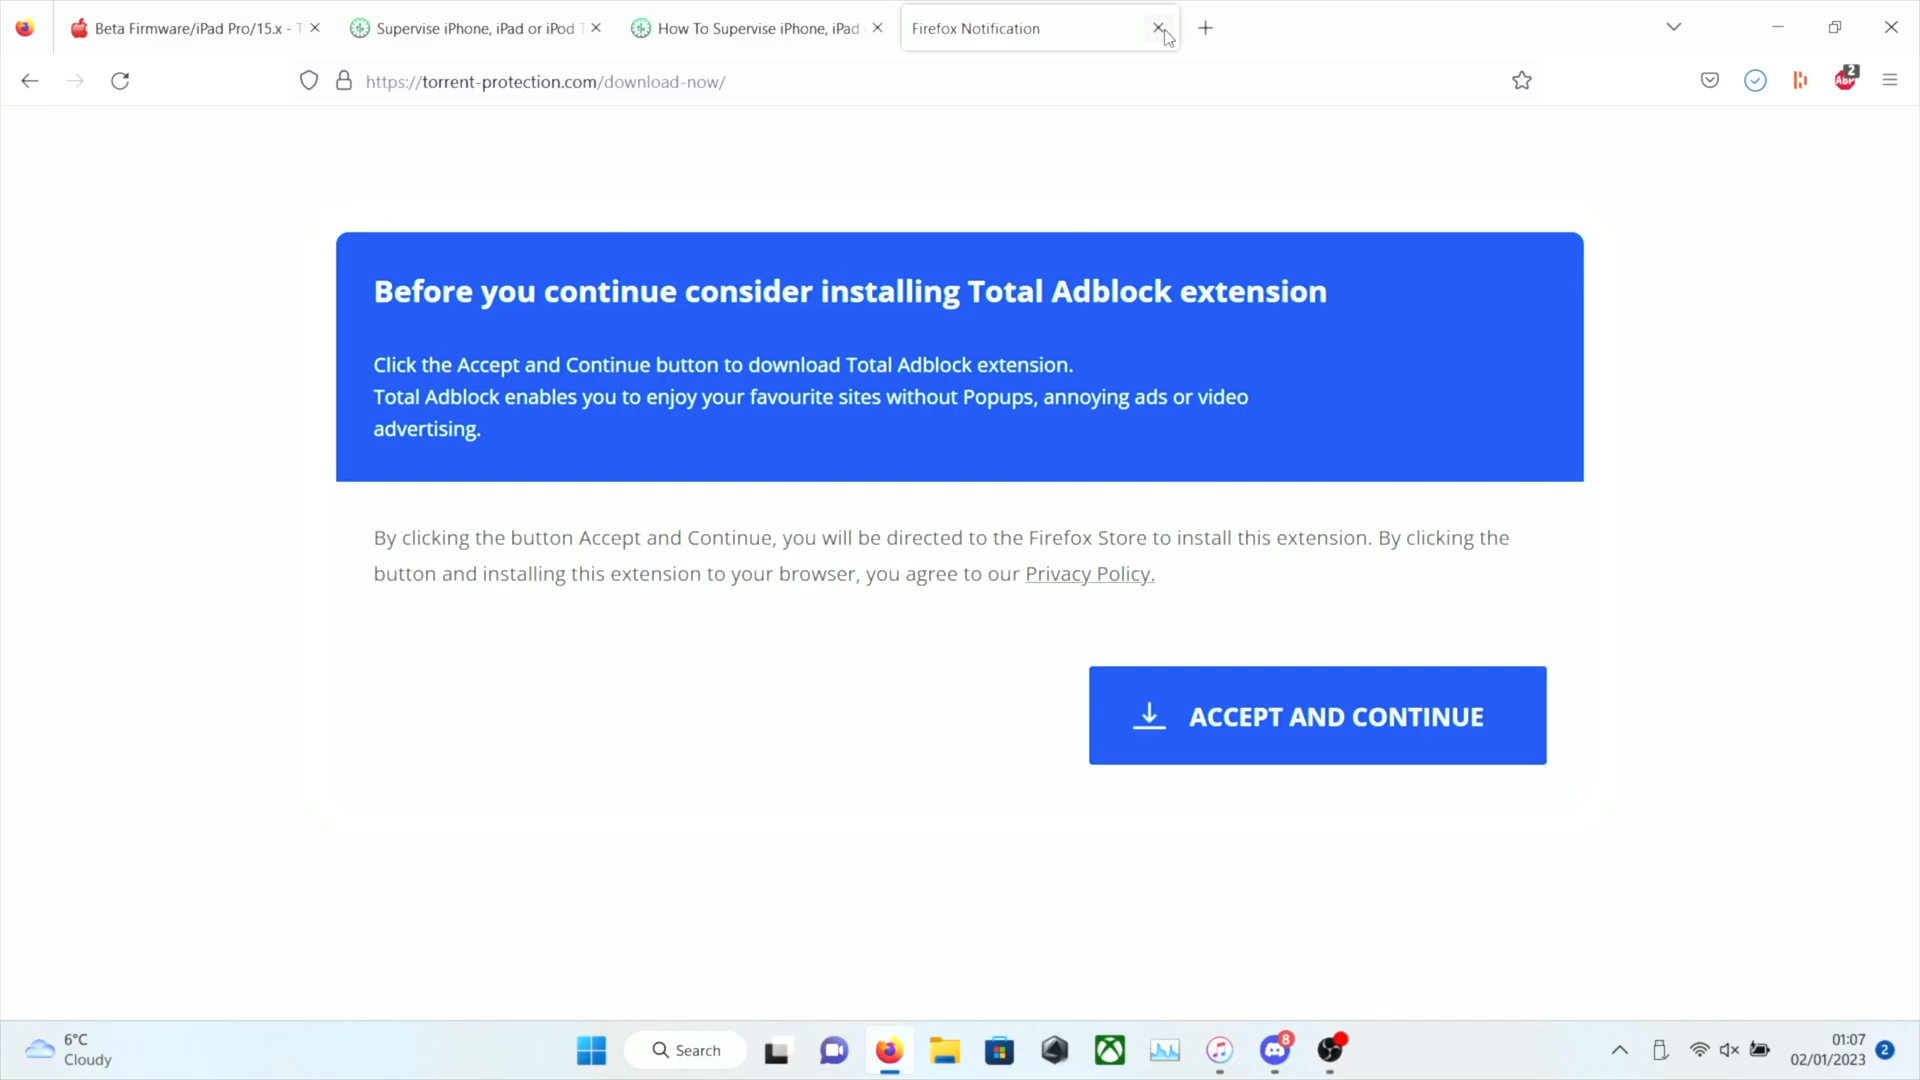 Beta Firmware/iPad Pro/15.x - T
Supervise iPhone, iPad or iPod T
How To Supervise iPhone, iPad
Firefox Notification
https://torrent-protection.com/download-now/
ABP
2
Before you continue consider installing Total Adblock extension
Click the Accept and Continue button to download Total Adblock extension.
Total Adblock enables you to enjoy your favourite sites without Popups, annoying ads or video
advertising.
By clicking the button Accept and Continue, you will be directed to the Firefox Store to install this extension. By clicking the
button and installing this extension to your browser, you agree to our Privacy Policy.
ACCEPT AND CONTINUE
6°C
Cloudy
Search
8
01:07
02/01/2023
2